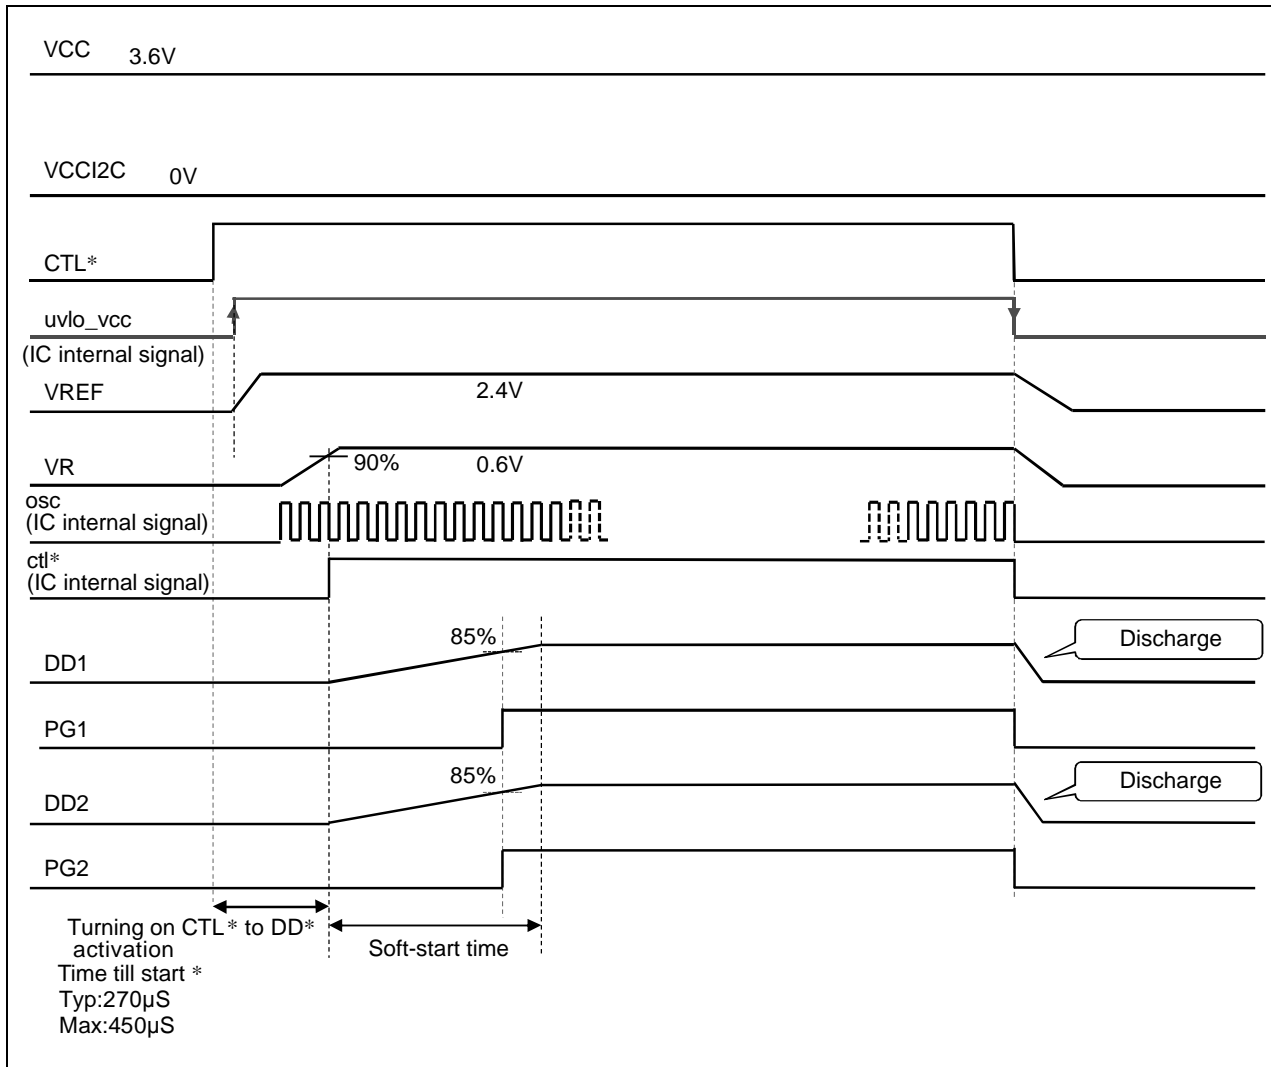 VCC 3.6V
VCCI2C 0V
CTL*
uvlo_vcc
(IC internal signal)
VREF 2.4V
VR 90% 0.6V
osc
(IC internal signal)
ctl*
(IC internal signal)
85%
DD1 Discharge
PG1
85%
DD2 Discharge
PG2
Turning on CTL* to DD*
activation
Soft-start time
Time till start *
Typ:270µS
Max:450µS